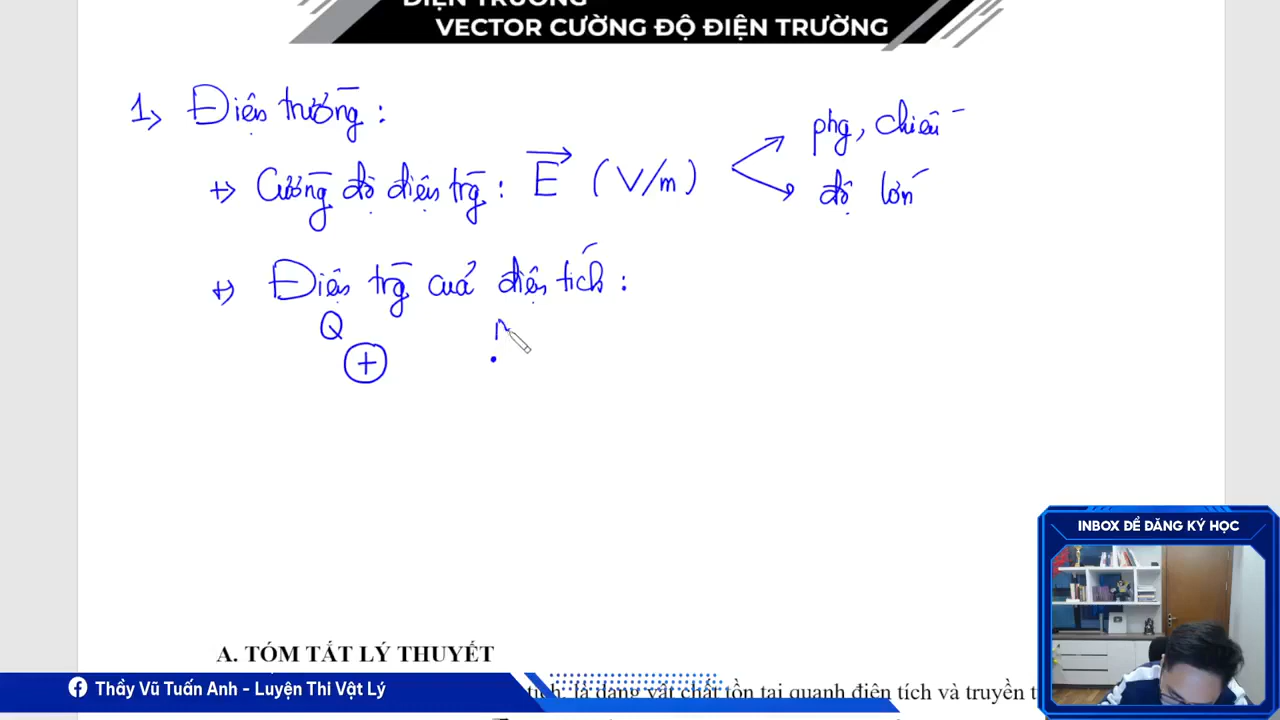 ĐIỆN TRƯỜNG
VECTOR CƯỜNG ĐỘ ĐIỆN TRƯỜNG
1> Điện trường:
+> Cường độ điện trg: E (V/m)
phg, chiều
độ lớn
+> Điện trg của điện tích:
Q
+
INBOX ĐỂ ĐĂNG KÝ HỌC
A. TÓM TẮT LÝ THUYẾT
Thầy Vũ Tuấn Anh - Luyện Thi Vật Lý
tích: là dạng vật chất tồn tại quanh điện tích và truyền t